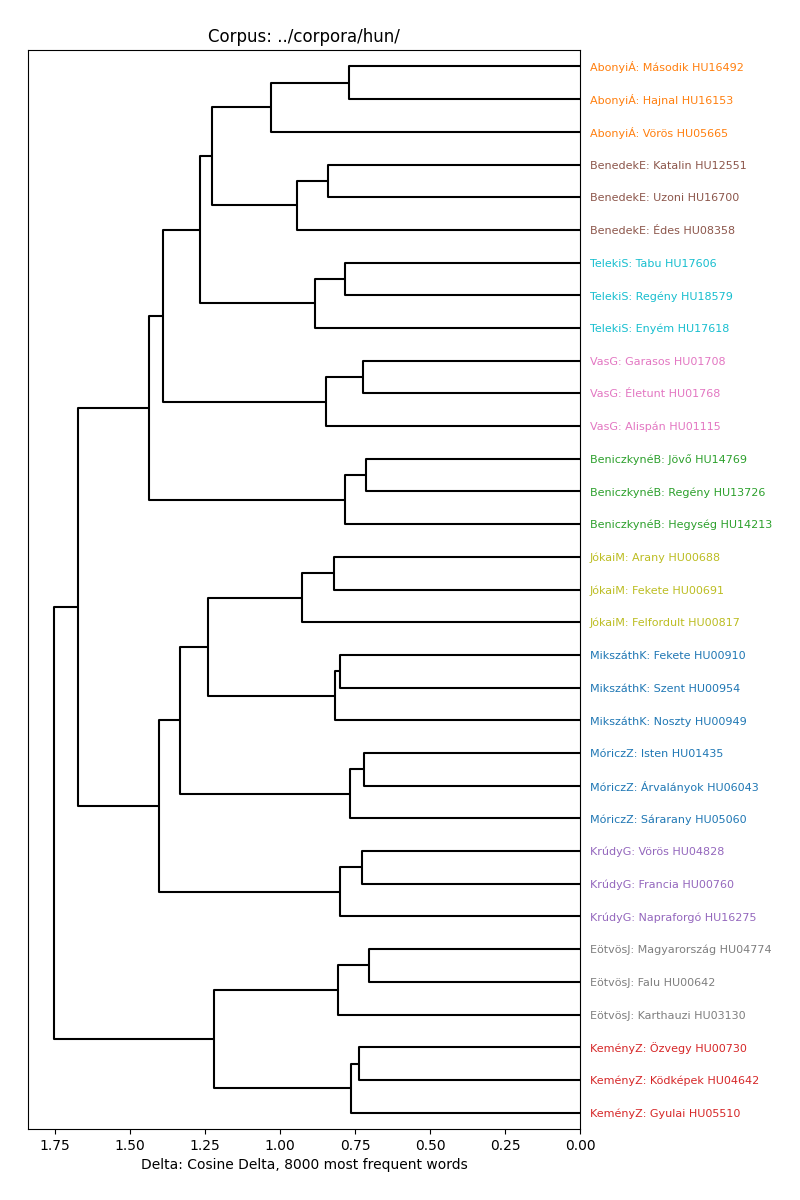 Corpus: ../corpora/hun/
AbonyiÁ: Második HU16492
AbonyiÁ: Hajnal HU16153
AbonyiÁ: Vörös HU05665
BenedekE: Katalin HU12551
BenedekE: Uzoni HU16700
BenedekE: Édes HU08358
TelekiS: Tabu HU17606
TelekiS: Regény HU18579
TelekiS: Enyém HU17618
VasG: Garasos HU01708
VasG: Életunt HU01768
VasG: Alispán HU01115
BeniczkynéB: Jövő HU14769
BeniczkynéB: Regény HU13726
BeniczkynéB: Hegység HU14213
JókaiM: Arany HU00688
JókaiM: Fekete HU00691
JókaiM: Felfordult HU00817
MikszáthK: Fekete HU00910
MikszáthK: Szent HU00954
MikszáthK: Noszty HU00949
MóriczZ: Isten HU01435
MóriczZ: Árvalányok HU06043
MóriczZ: Sárarany HU05060
KrúdyG: Vörös HU04828
KrúdyG: Francia HU00760
KrúdyG: Napraforgó HU16275
EötvösJ: Magyarország HU04774
EötvösJ: Falu HU00642
EötvösJ: Karthauzi HU03130
KeményZ: Özvegy HU00730
KeményZ: Ködképek HU04642
KeményZ: Gyulai HU05510
1.75 1.50 1.25 1.00 0.75 0.50 0.25 0.00
Delta: Cosine Delta, 8000 most frequent words